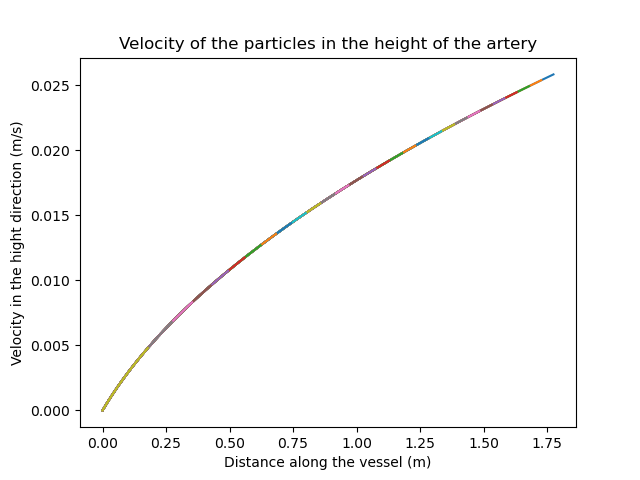 Velocity of the particles in the height of the artery
Velocity in the hight direction (m/s)
0.025
0.020
0.015
0.010
0.005
0.000
0.00 0.25 0.50 0.75 1.00 1.25 1.50 1.75
Distance along the vessel (m)